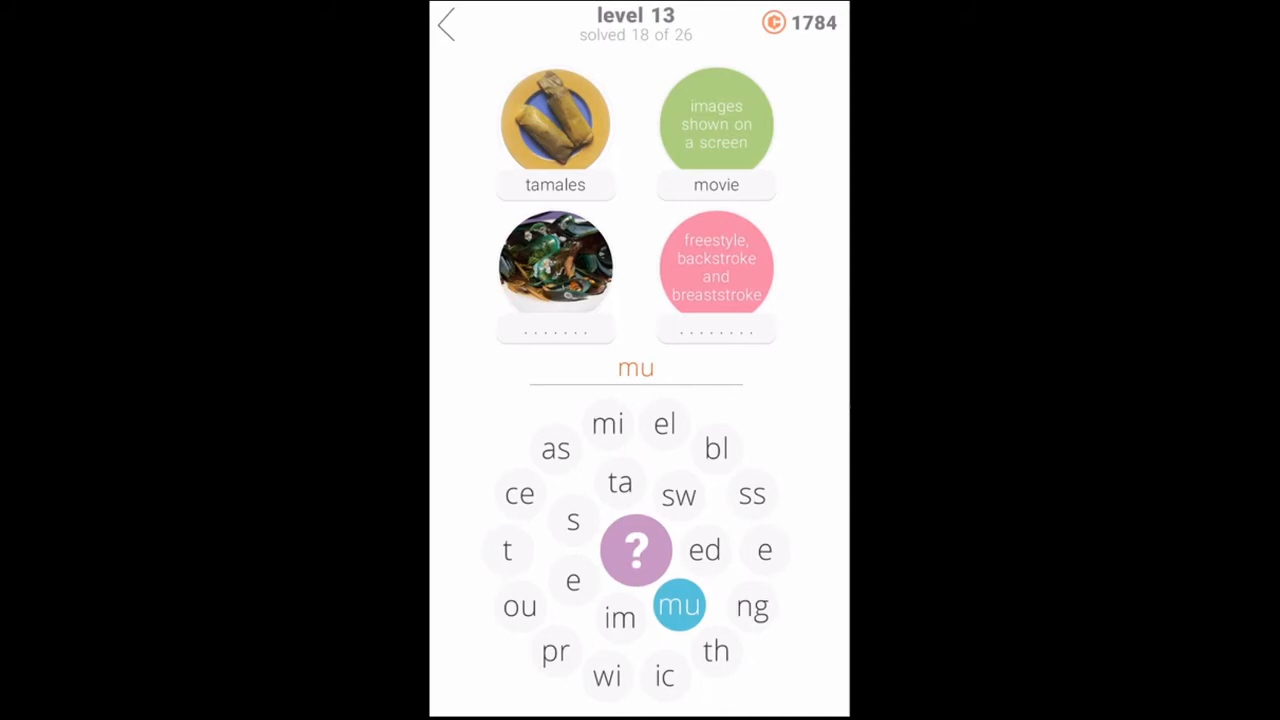 level 13
solved 18 of 26
1784
images
shown on
a screen
tamales
movie
freestyle,
backstroke
and
breaststroke
.......
........
mu
mi
el
as
bl
ta
ce
sw
ss
s
?
t
ed
e
e
ou
im
mu
ng
pr
th
wi
ic